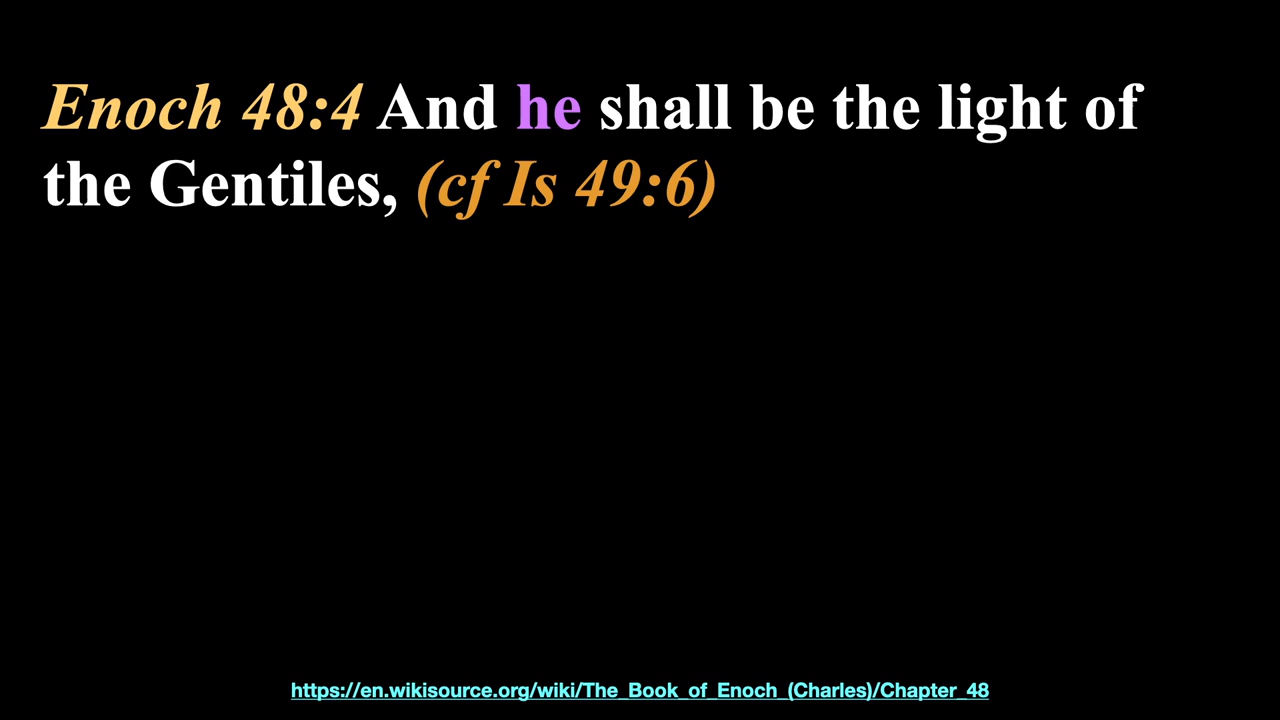 Enoch 48:4 And he shall be the light of
the Gentiles, (cf Is 49:6)
https://en.wikisource.org/wiki/The_Book_of_Enoch_(Charles)/Chapter_48